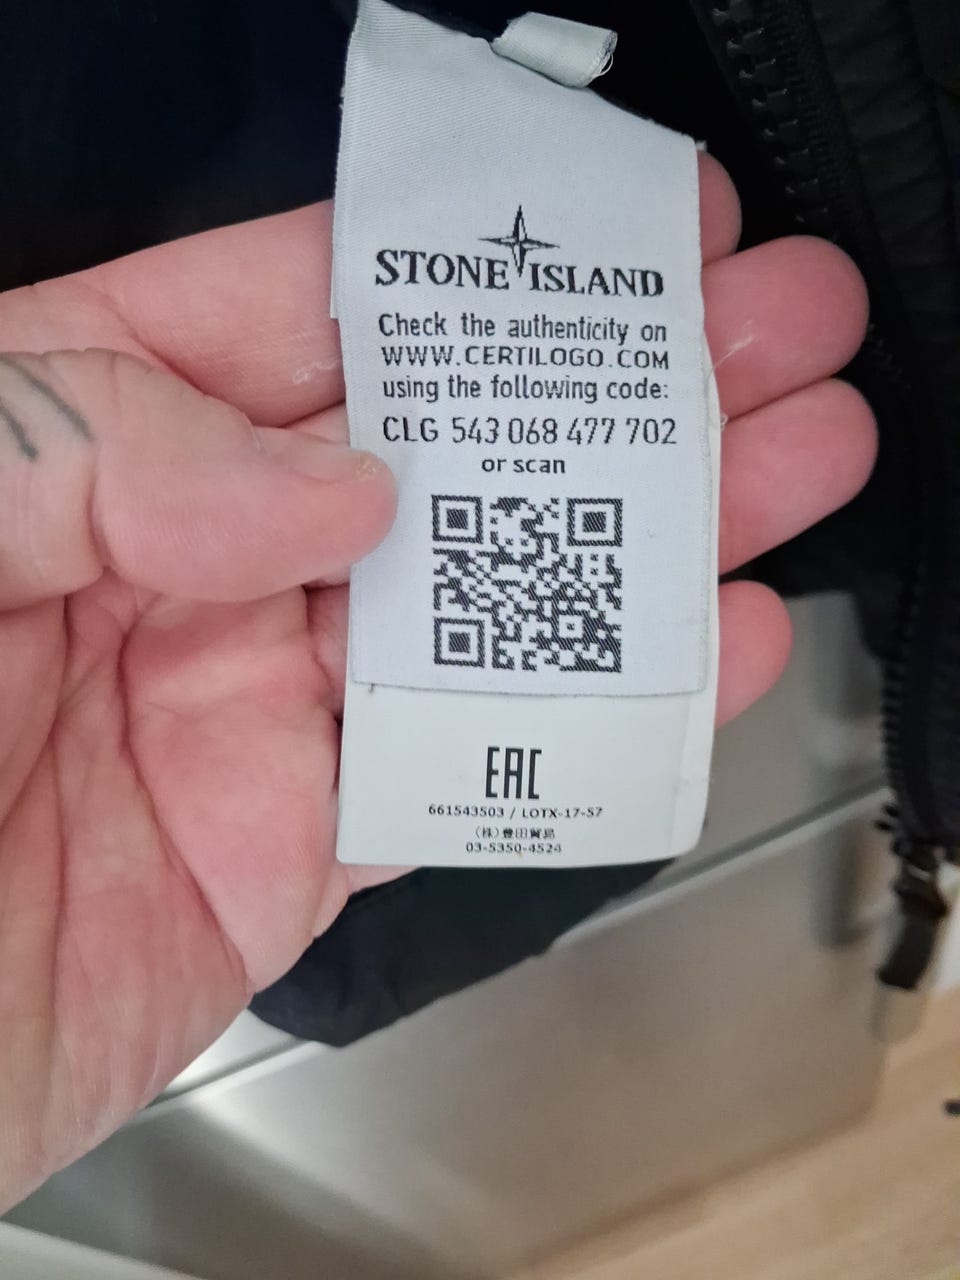 STONE ISLAND
Check the authenticity on
WWW.CERTILOGO.COM
using the following code:
CLG 543 068 477 702
or scan
EAC
661543503 / LOTX-17-57
(株)豊田貿易
03-5350-4524